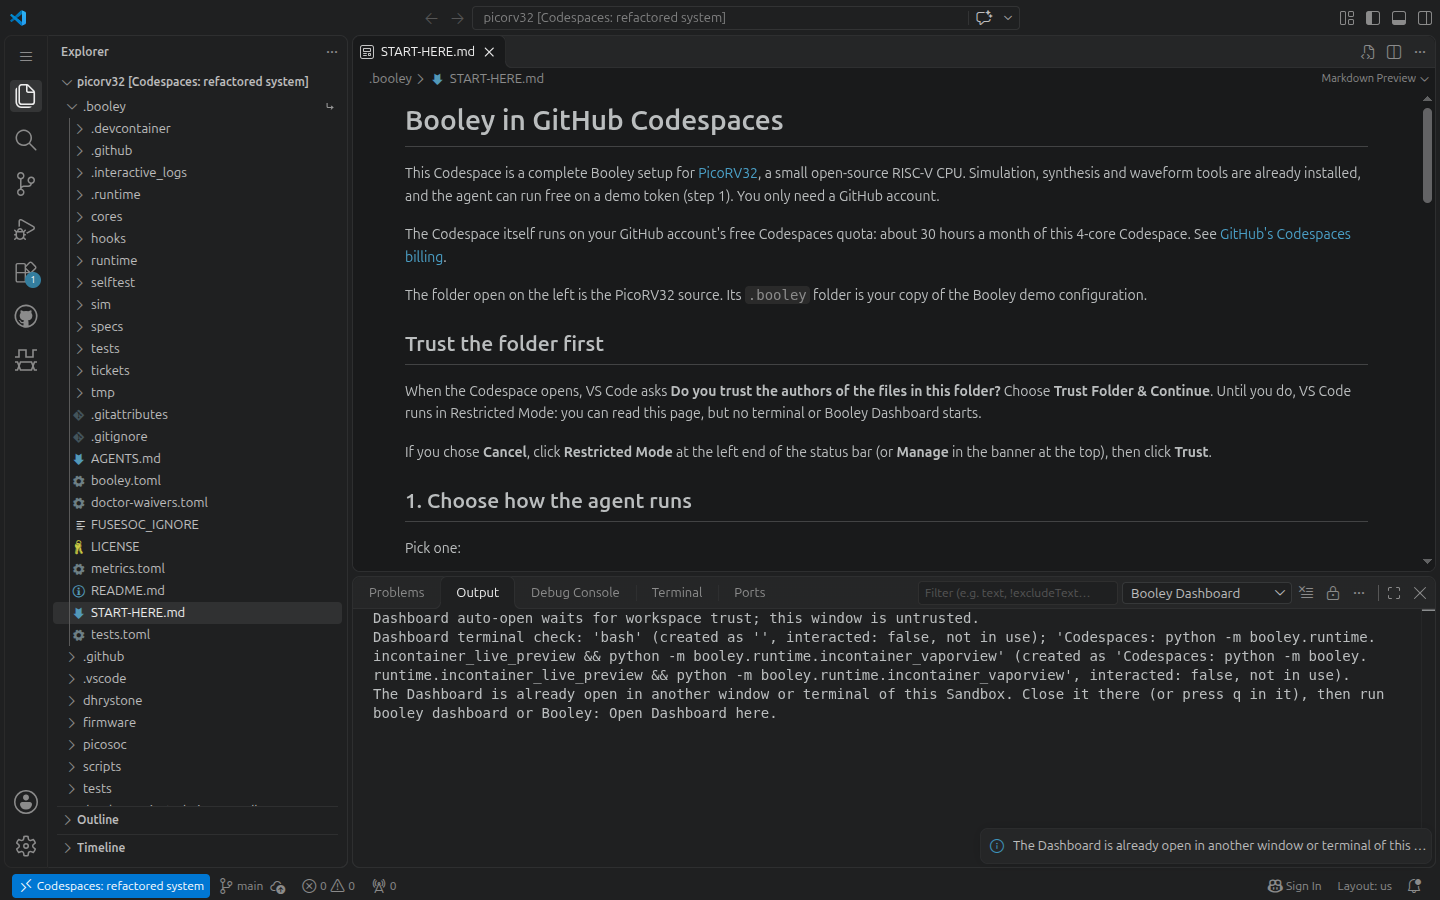 picorv32 [Codespaces: refactored system]
Explorer
START-HERE.md
picorv32 [Codespaces: refactored system]
.booley
.devcontainer
.github
.interactive_logs
.runtime
cores
hooks
runtime
selftest
sim
specs
tests
tickets
tmp
.gitattributes
.gitignore
AGENTS.md
booley.toml
doctor-waivers.toml
FUSESOC_IGNORE
LICENSE
metrics.toml
README.md
START-HERE.md
tests.toml
.github
.vscode
dhrystone
firmware
picosoc
scripts
tests
Outline
Timeline
1
.booley > START-HERE.md
Markdown Preview
Booley in GitHub Codespaces
This Codespace is a complete Booley setup for PicoRV32, a small open-source RISC-V CPU. Simulation, synthesis and waveform tools are already installed,
and the agent can run free on a demo token (step 1). You only need a GitHub account.
The Codespace itself runs on your GitHub account's free Codespaces quota: about 30 hours a month of this 4-core Codespace. See GitHub's Codespaces
billing.
The folder open on the left is the PicoRV32 source. Its .booley folder is your copy of the Booley demo configuration.
Trust the folder first
When the Codespace opens, VS Code asks Do you trust the authors of the files in this folder? Choose Trust Folder & Continue. Until you do, VS Code
runs in Restricted Mode: you can read this page, but no terminal or Booley Dashboard starts.
If you chose Cancel, click Restricted Mode at the left end of the status bar (or Manage in the banner at the top), then click Trust.
1. Choose how the agent runs
Pick one:
Problems Output Debug Console Terminal Ports
Filter (e.g. text, !excludeText…
Booley Dashboard
Dashboard auto-open waits for workspace trust; this window is untrusted.
Dashboard terminal check: 'bash' (created as '', interacted: false, not in use); 'Codespaces: python -m booley.runtime.
incontainer_live_preview && python -m booley.runtime.incontainer_vaporview' (created as 'Codespaces: python -m booley.
runtime.incontainer_live_preview && python -m booley.runtime.incontainer_vaporview', interacted: false, not in use).
The Dashboard is already open in another window or terminal of this Sandbox. Close it there (or press q in it), then run
booley dashboard or Booley: Open Dashboard here.
The Dashboard is already open in another window or terminal of this …
Codespaces: refactored system main 0 0 0 Sign In Layout: us